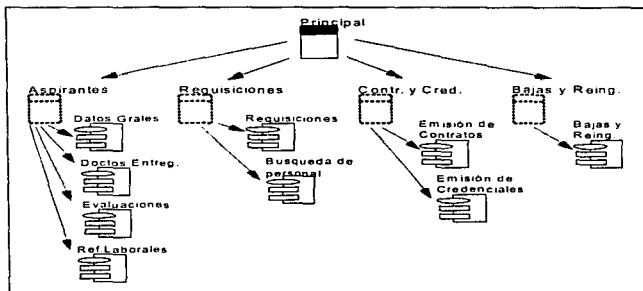 Principal
Aspirantes
Requisiciones
Contr. y Cred.
Bajas y Reing.
Datos Grales
Doctos Entreg.
Evaluaciones
Ref.Laborales
Requisiciones
Busqueda de
personal
Emisión de
Contratos
Emisión de
Credenciales
Bajas y
Reing.